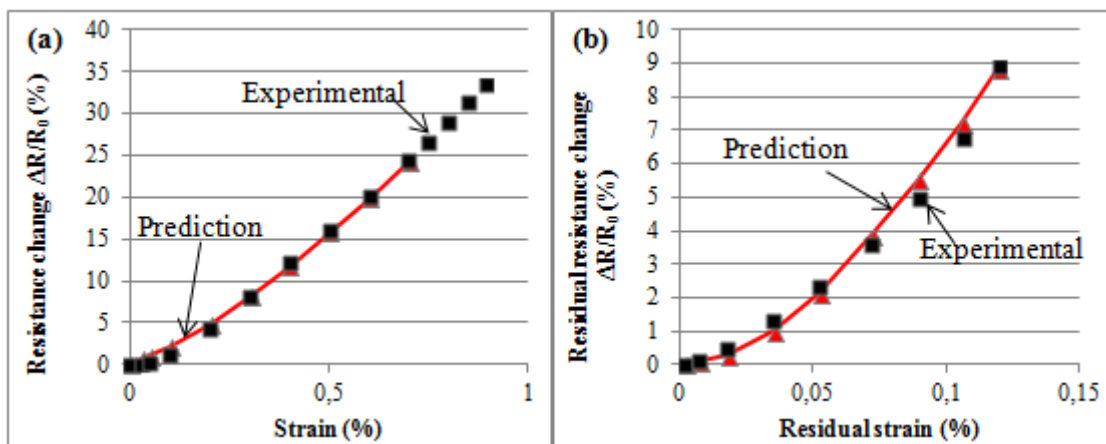 (a)
Resistance change ΔR/R₀ (%)
40
35
30
25
20
15
10
5
0
Experimental
Prediction
0
0,5
1
Strain (%)
(b)
Residual resistance change
ΔR/R₀ (%)
10
9
8
7
6
5
4
3
2
1
0
Prediction
Experimental
0
0,05
0,1
0,15
Residual strain (%)